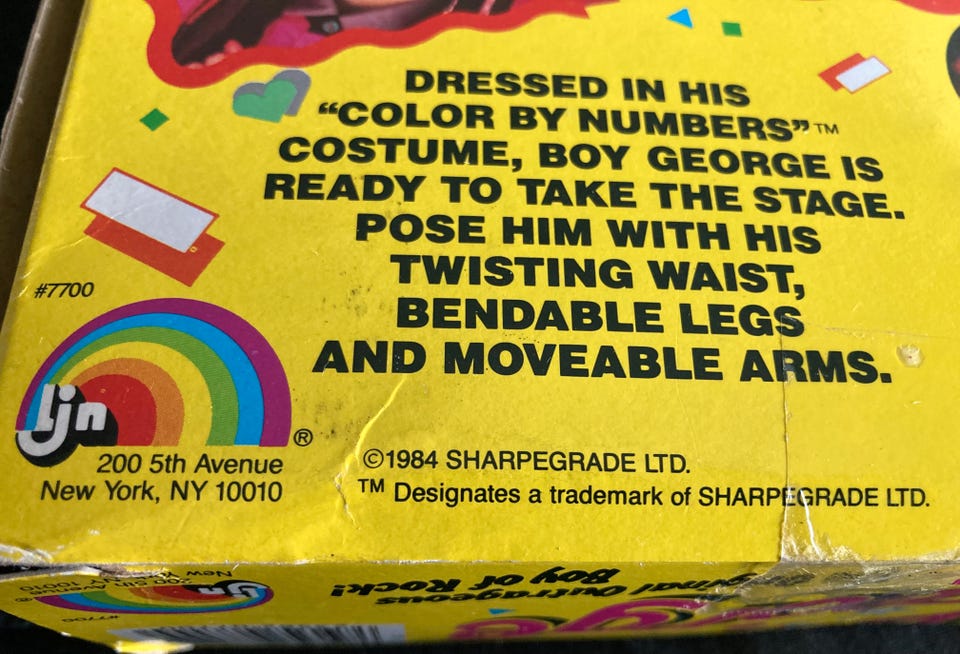 DRESSED IN HIS
“COLOR BY NUMBERS”™
COSTUME, BOY GEORGE IS
READY TO TAKE THE STAGE.
POSE HIM WITH HIS
TWISTING WAIST,
BENDABLE LEGS
AND MOVEABLE ARMS.
#7700
ljn
®
200 5th Avenue
New York, NY 10010
©1984 SHARPEGRADE LTD.
™ Designates a trademark of SHARPEGRADE LTD.
Outrageous
Boy of Rock!
ljn
#7700